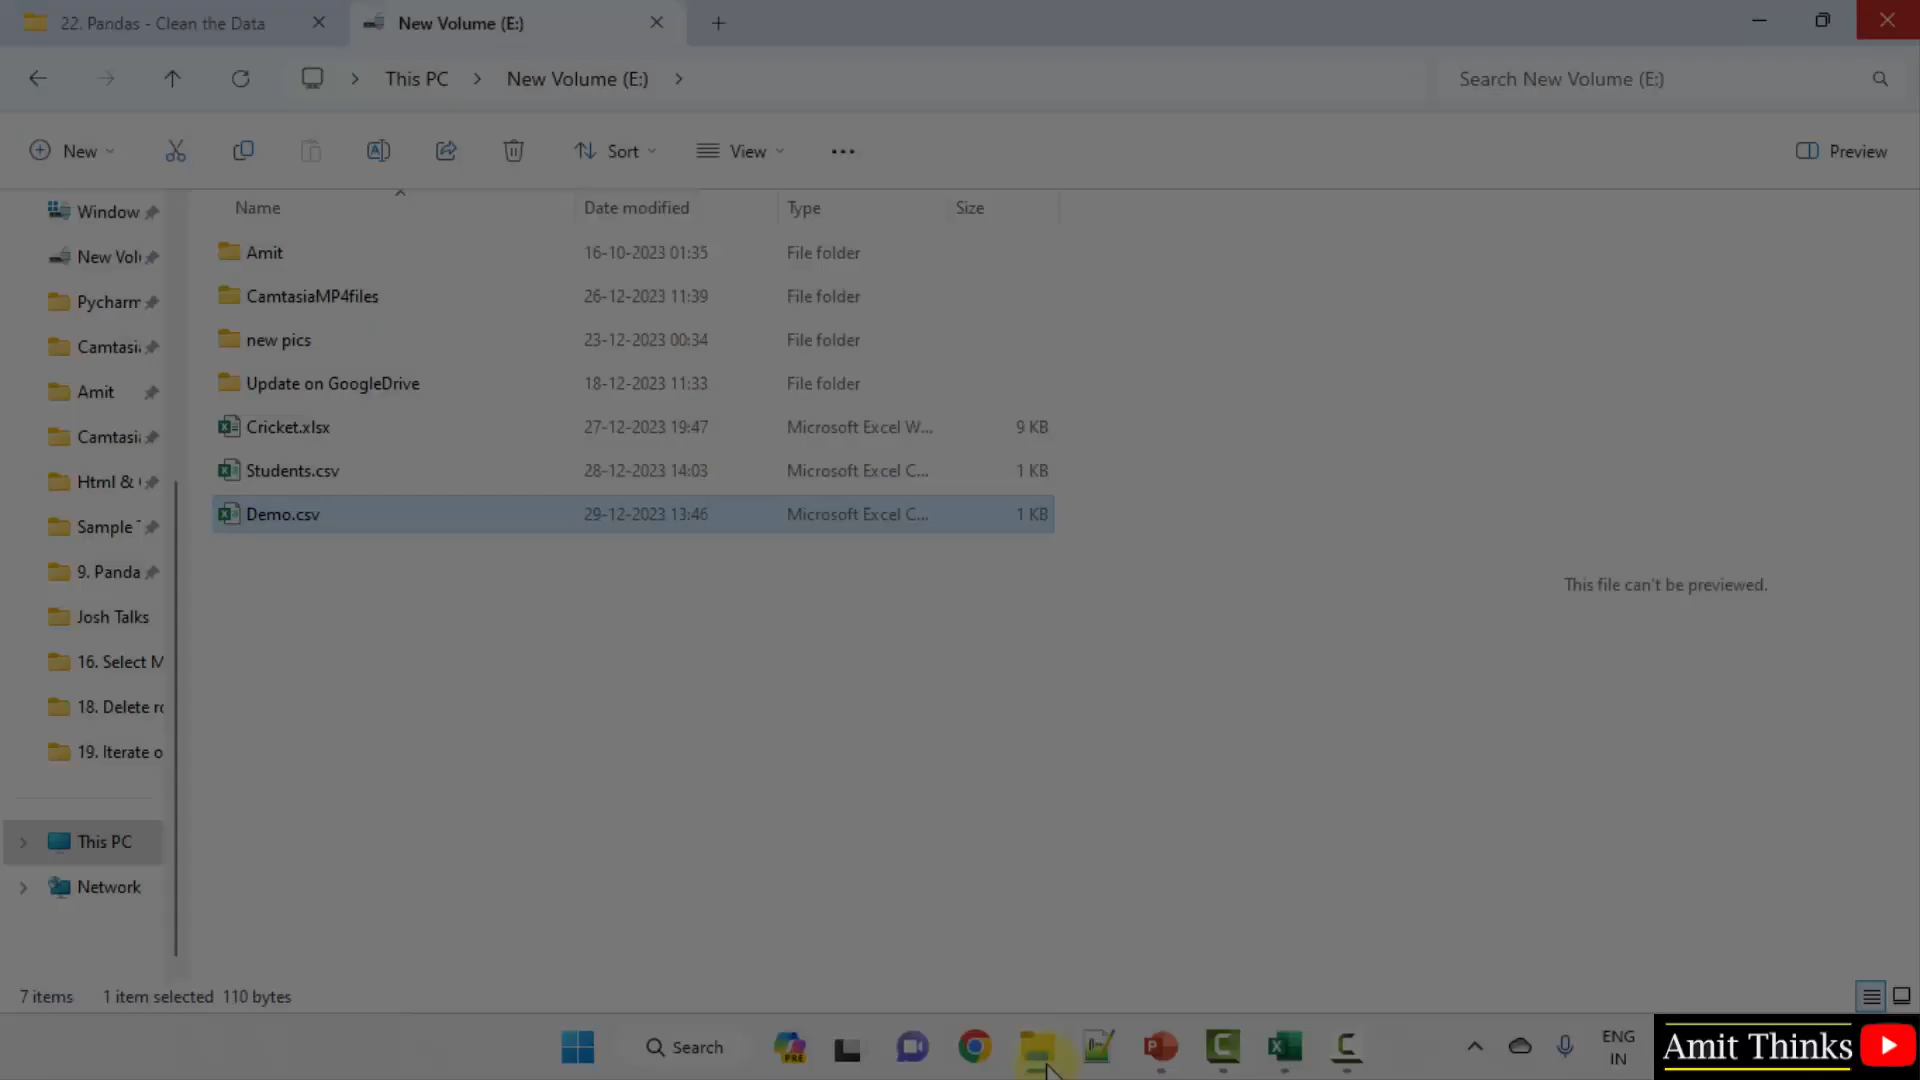 22. Pandas - Clean the Data
New Volume (E:)
This PC
New Volume (E:)
Search New Volume (E:)
New
Sort
View
Preview
Name
Date modified
Type
Size
Window
New Vol
Pycharm
Camtasi
Amit
Camtasi
Html &
Sample
9. Panda
Josh Talks
16. Select M
18. Delete ro
19. Iterate o
This PC
Network
Amit 16-10-2023 01:35 File folder
CamtasiaMP4files 26-12-2023 11:39 File folder
new pics 23-12-2023 00:34 File folder
Update on GoogleDrive 18-12-2023 11:33 File folder
Cricket.xlsx 27-12-2023 19:47 Microsoft Excel W... 9 KB
Students.csv 28-12-2023 14:03 Microsoft Excel C... 1 KB
Demo.csv 29-12-2023 13:46 Microsoft Excel C... 1 KB
This file can't be previewed.
7 items 1 item selected 110 bytes
Search
PRE
ENG
IN
Amit Thinks